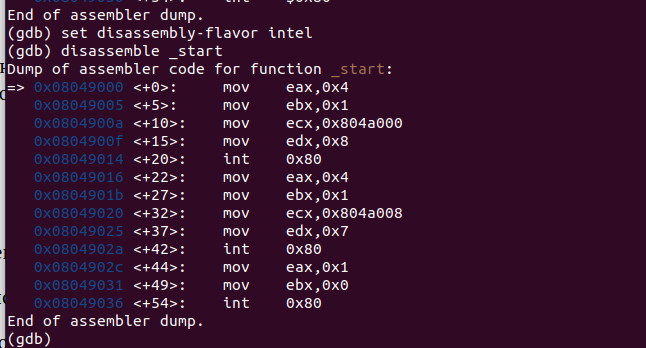 End of assembler dump.
(gdb) set disassembly-flavor intel
(gdb) disassemble _start
Dump of assembler code for function _start:
=> 0x08049000 <+0>:     mov    eax,0x4
   0x08049005 <+5>:     mov    ebx,0x1
   0x0804900a <+10>:    mov    ecx,0x804a000
   0x0804900f <+15>:    mov    edx,0x8
   0x08049014 <+20>:    int    0x80
   0x08049016 <+22>:    mov    eax,0x4
   0x0804901b <+27>:    mov    ebx,0x1
   0x08049020 <+32>:    mov    ecx,0x804a008
   0x08049025 <+37>:    mov    edx,0x7
   0x0804902a <+42>:    int    0x80
   0x0804902c <+44>:    mov    eax,0x1
   0x08049031 <+49>:    mov    ebx,0x0
   0x08049036 <+54>:    int    0x80
End of assembler dump.
(gdb)